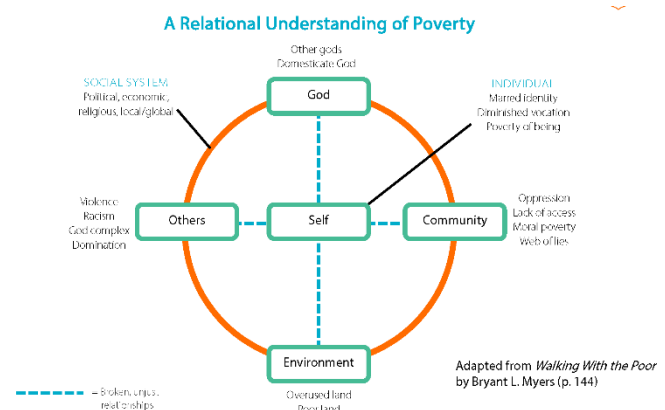 A Relational Understanding of Poverty
Other gods
Domesticate God
SOCIAL SYSTEM
Political, economic,
religious, local/global
INDIVIDUAL
Marred identity
Diminished vocation
Poverty of being
God
Violence
Racism
God complex
Domination
Others
Self
Community
Oppression
Lack of access
Moral poverty
Web of lies
Environment
Overused land
Poor land
Adapted from Walking With the Poor
by Bryant L. Myers (p. 144)
= Broken, unjust
relationships